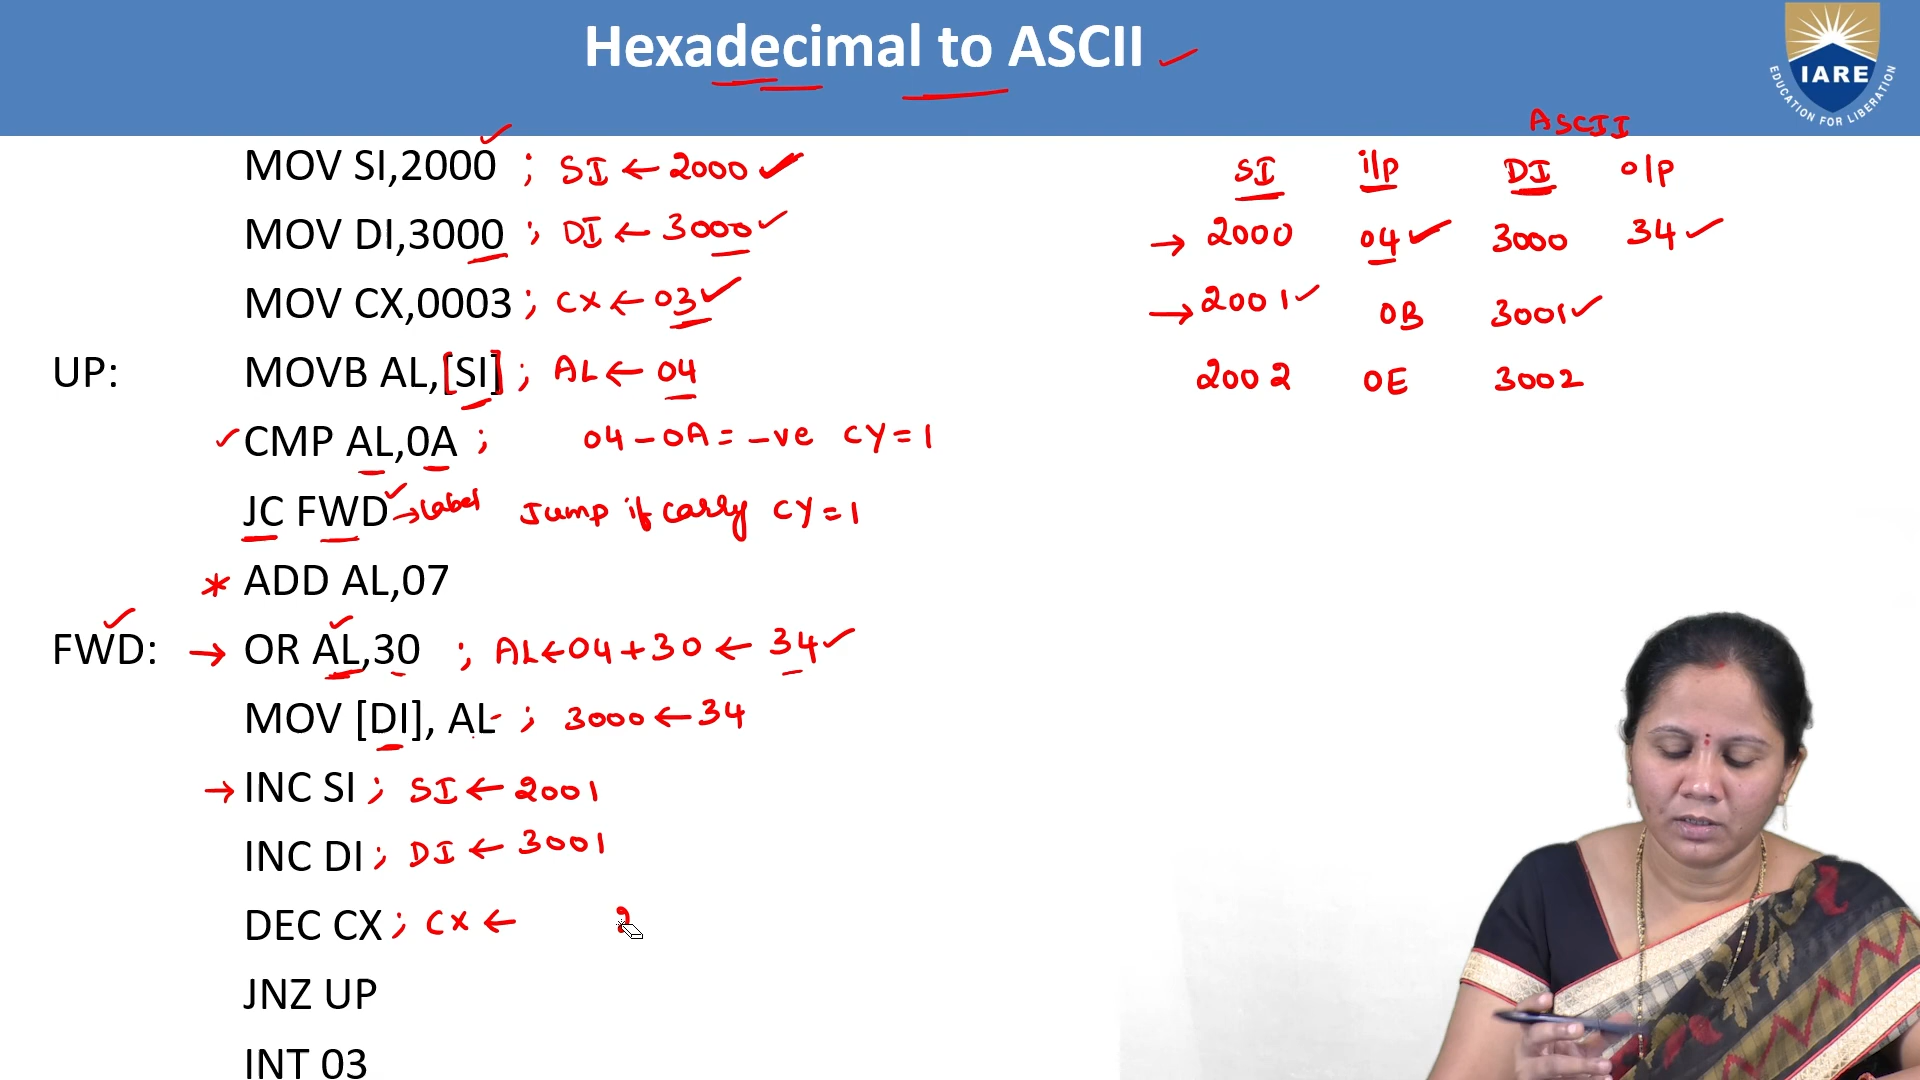 Hexadecimal to ASCII
IARE
EDUCATION FOR LIBERATION
ASCII
SI i/p DI o/p
MOV SI,2000 ; SI ← 2000
MOV DI,3000 ; DI ← 3000
→ 2000 04 3000 34
MOV CX,0003 ; CX ← 03
→ 2001 0B 3001
UP: MOVB AL,[SI] ; AL ← 04
2002 0E 3002
CMP AL,0A ; 04 - 0A = -ve CY = 1
JC FWD → Label Jump if carry CY = 1
* ADD AL,07
FWD: → OR AL,30 ; AL ← 04 + 30 ← 34
MOV [DI], AL ; 3000 ← 34
→ INC SI ; SI ← 2001
INC DI ; DI ← 3001
DEC CX ; CX ←
JNZ UP
INT 03